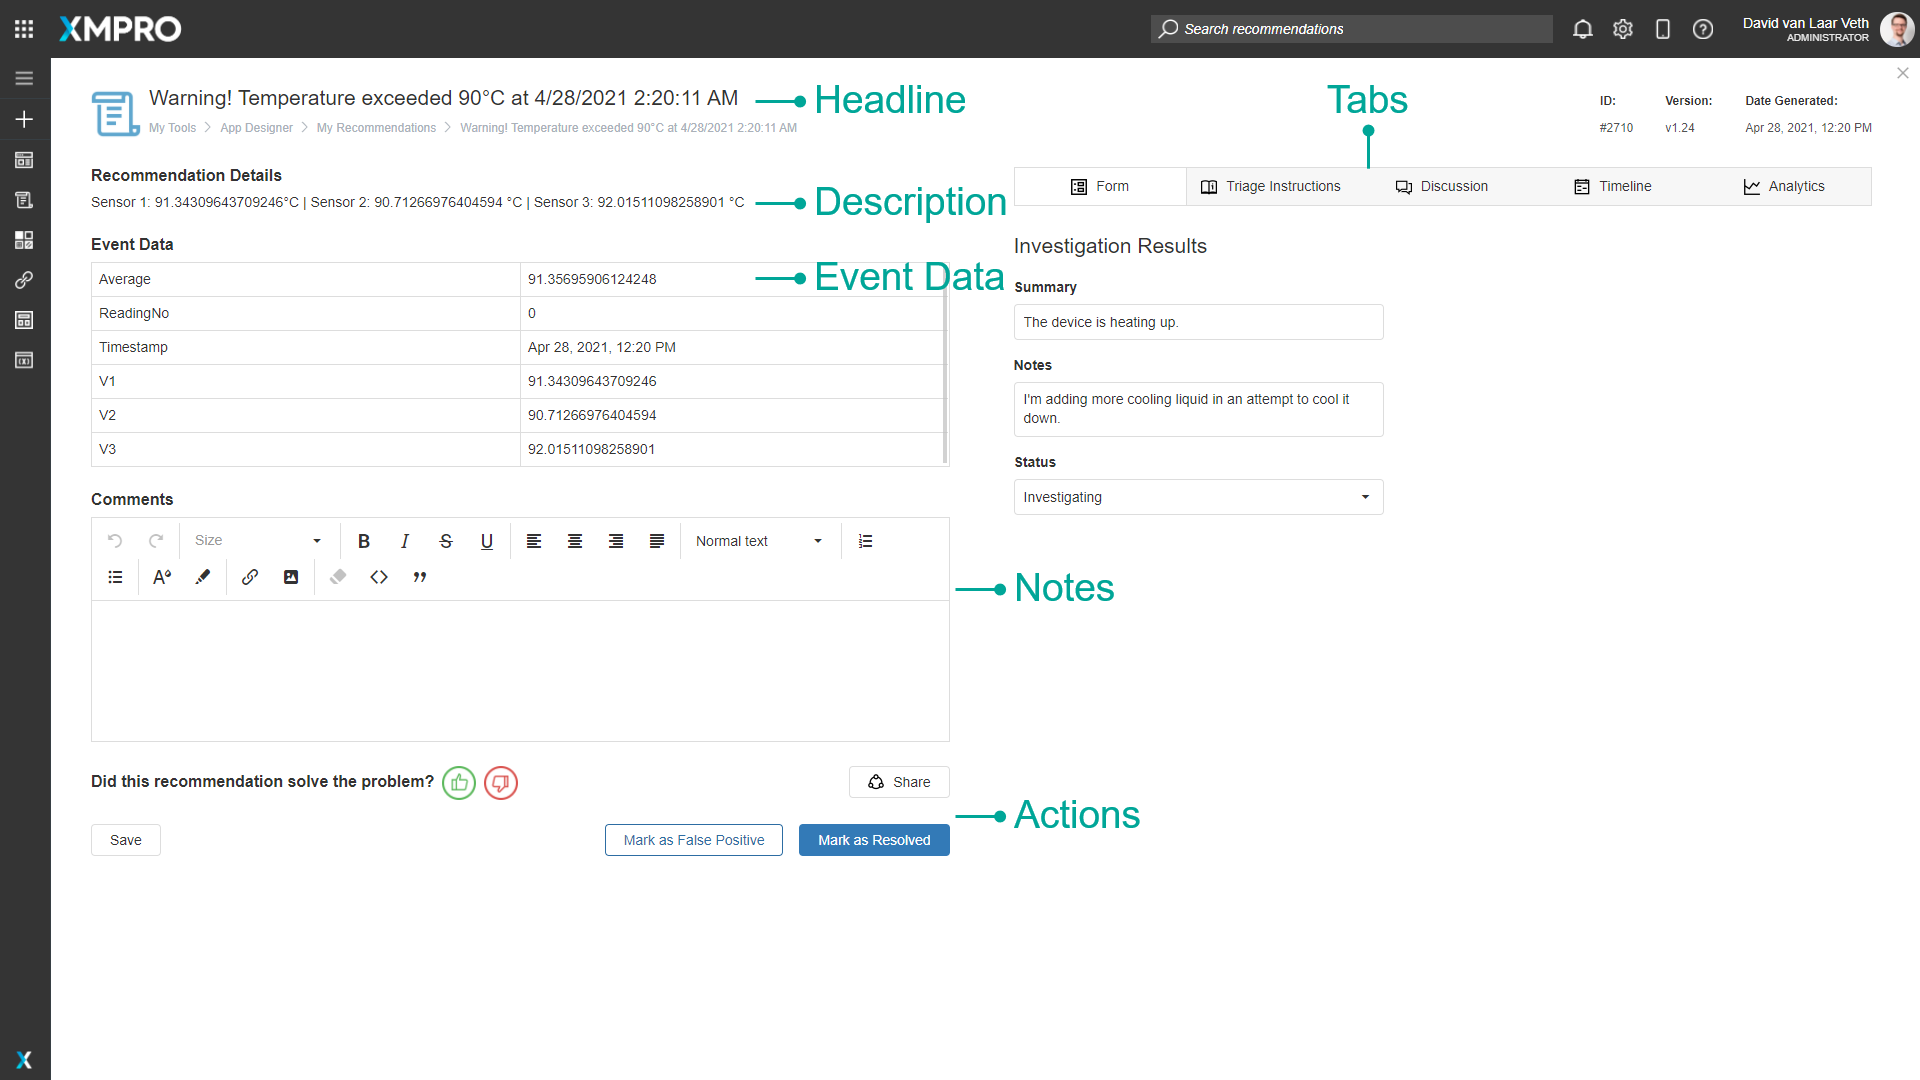 XMPRO
Search recommendations
David van Laar Veth
ADMINISTRATOR
Warning! Temperature exceeded 90°C at 4/28/2021 2:20:11 AM
Headline
Tabs
ID:
Version:
Date Generated:
My Tools
App Designer
My Recommendations
Warning! Temperature exceeded 90°C at 4/28/2021 2:20:11 AM
#2710
v1.24
Apr 28, 2021, 12:20 PM
Recommendation Details
Sensor 1: 91.34309643709246°C | Sensor 2: 90.71266976404594 °C | Sensor 3: 92.01511098258901 °C
Description
Form
Triage Instructions
Discussion
Timeline
Analytics
Event Data
Average
91.35695906124248
Event Data
ReadingNo
0
Timestamp
Apr 28, 2021, 12:20 PM
V1
91.34309643709246
V2
90.71266976404594
V3
92.01511098258901
Investigation Results
Summary
The device is heating up.
Notes
I'm adding more cooling liquid in an attempt to cool it
down.
Status
Investigating
Comments
Size
B
I
S
U
Normal text
Notes
Did this recommendation solve the problem?
Share
Actions
Save
Mark as False Positive
Mark as Resolved